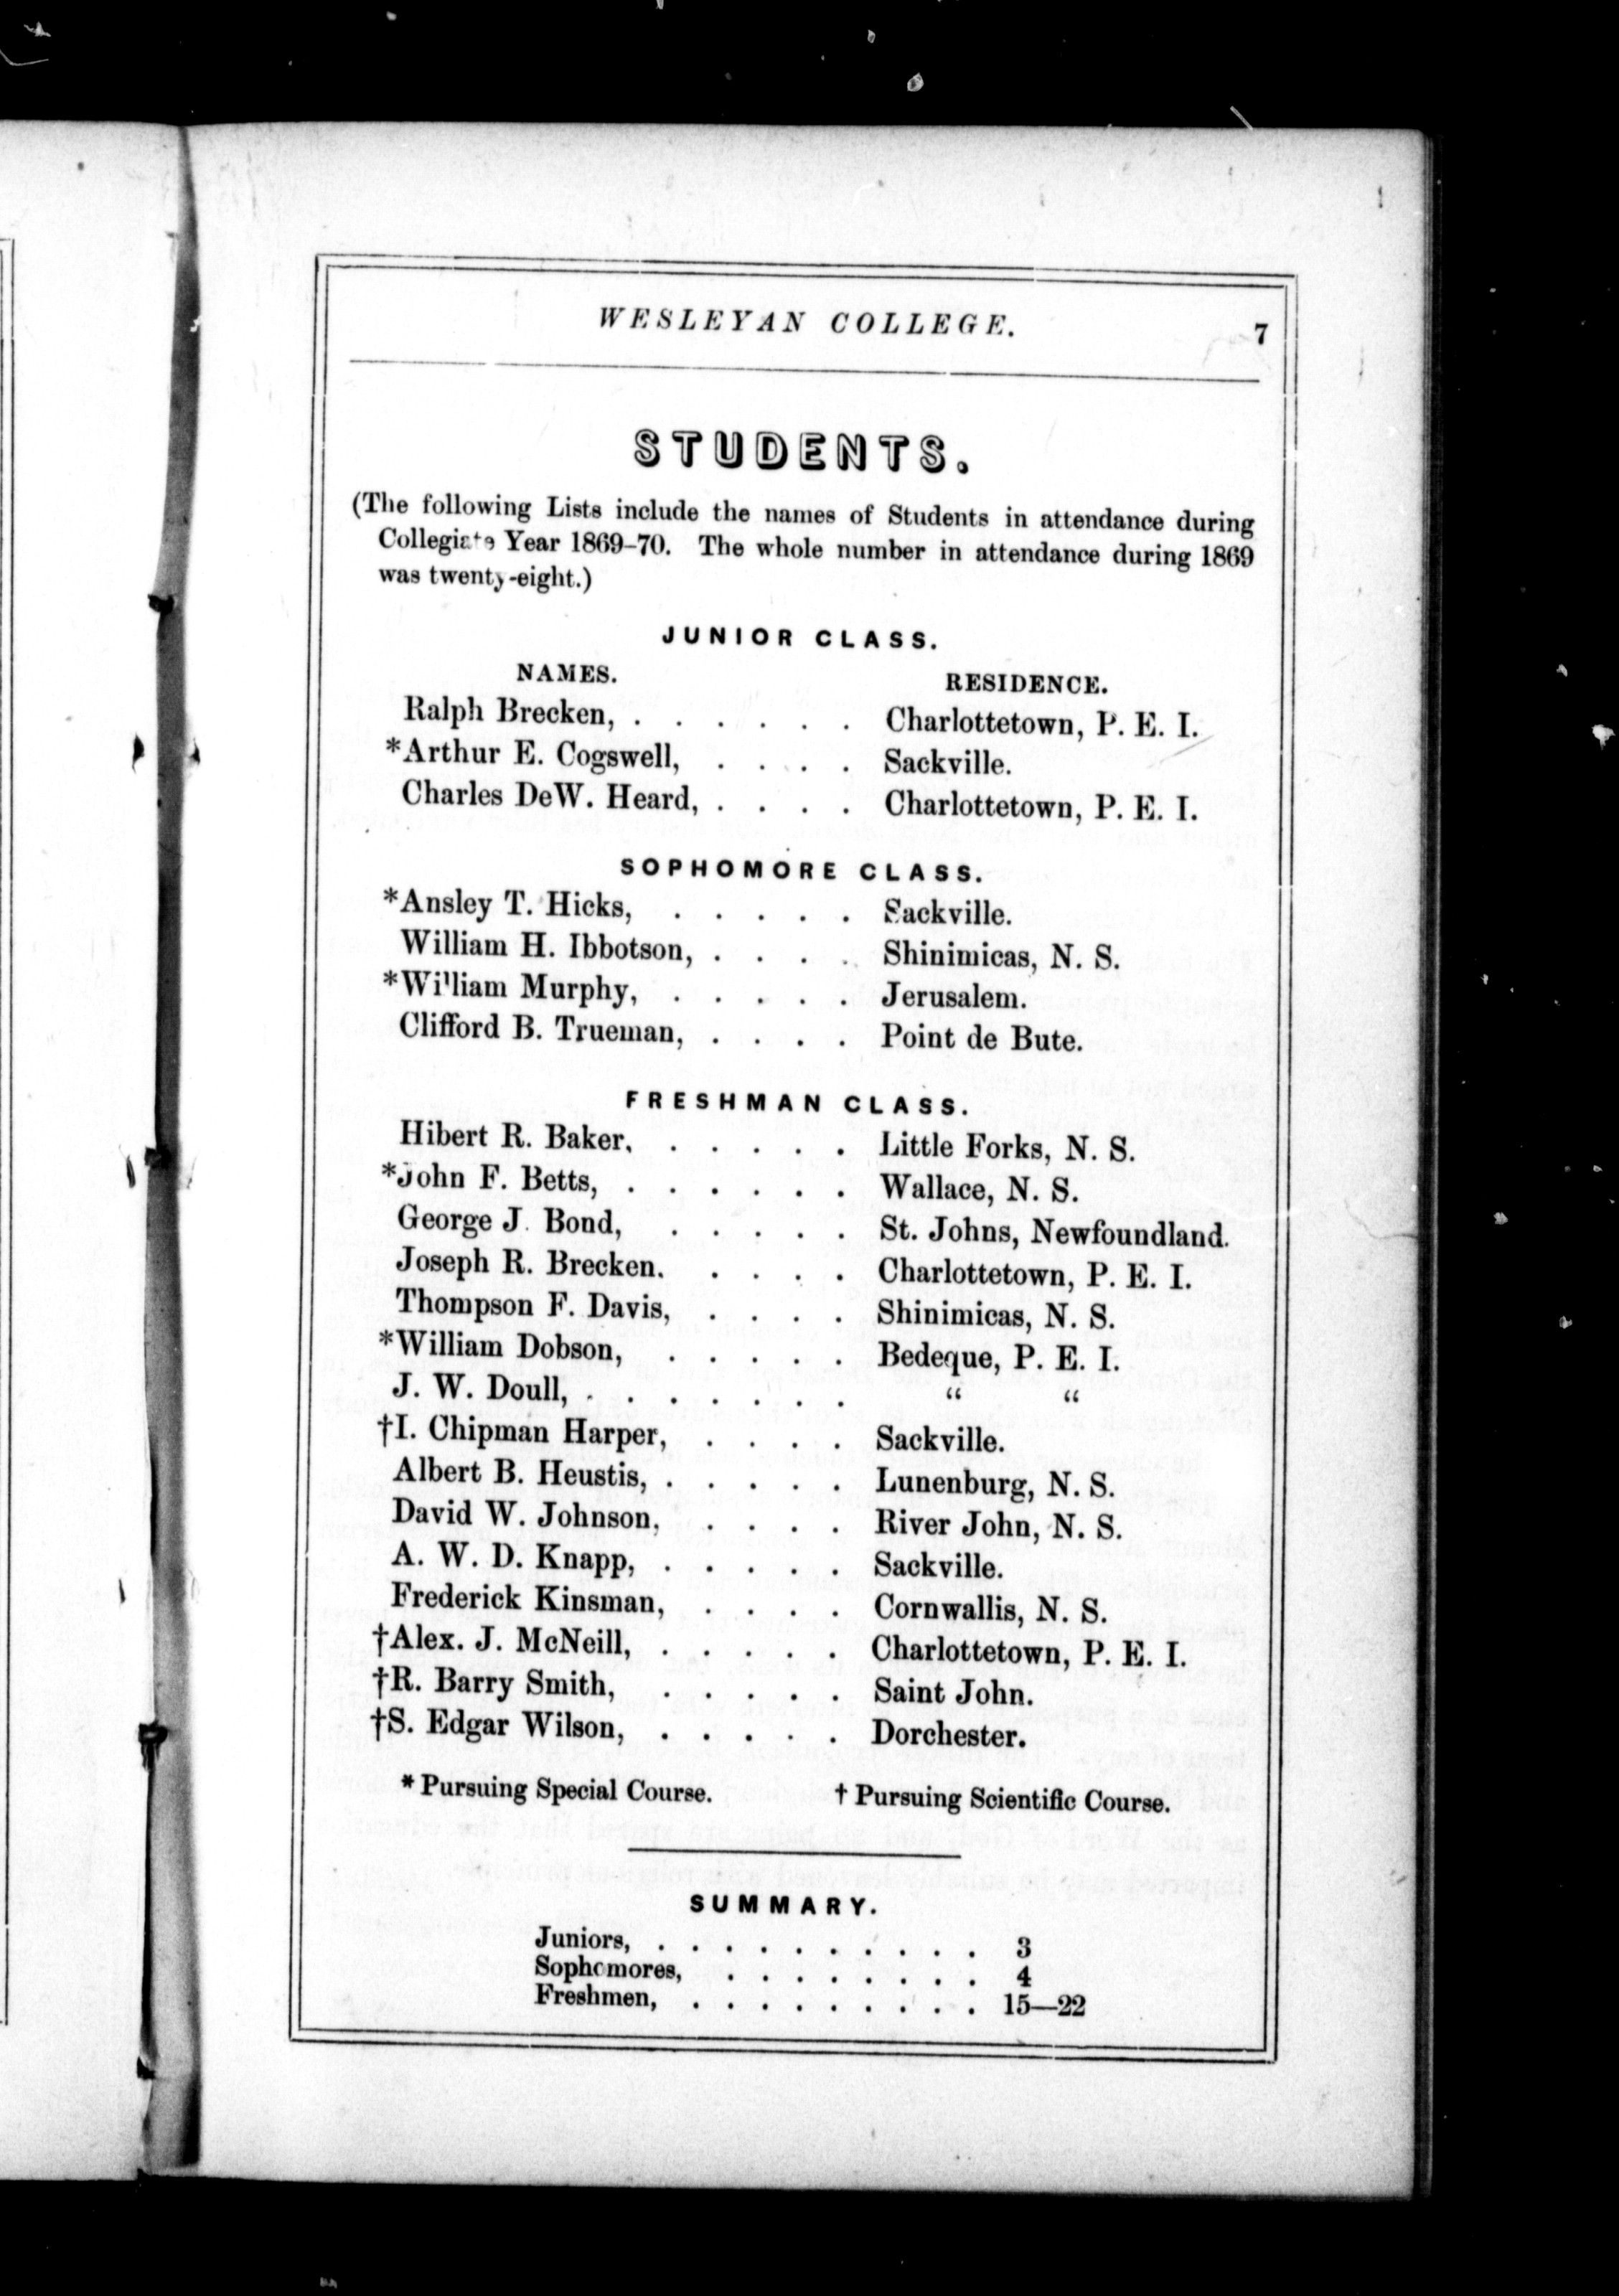 WESLEYAN COLLEGE. 7
STUDENTS.
(The following Lists include the names of Students in attendance during
Collegiate Year 1869-70. The whole number in attendance during 1869
was twenty-eight.)
JUNIOR CLASS.
NAMES. RESIDENCE.
Ralph Brecken, . . . . . . Charlottetown, P. E. I.
*Arthur E. Cogswell, . . . . Sackville.
Charles DeW. Heard, . . . . Charlottetown, P. E. I.
SOPHOMORE CLASS.
*Ansley T. Hicks, . . . . . Sackville.
William H. Ibbotson, . . . . Shinimicas, N. S.
*William Murphy, . . . . . Jerusalem.
Clifford B. Trueman, . . . . Point de Bute.
FRESHMAN CLASS.
Hibert R. Baker, . . . . . Little Forks, N. S.
*John F. Betts, . . . . . . Wallace, N. S.
George J. Bond, . . . . . St. Johns, Newfoundland.
Joseph R. Brecken. . . . . Charlottetown, P. E. I.
Thompson F. Davis, . . . . Shinimicas, N. S.
*William Dobson, . . . . . Bedeque, P. E. I.
J. W. Doull, . . . . . . . “ “
†I. Chipman Harper, . . . . Sackville.
Albert B. Heustis, . . . . . Lunenburg, N. S.
David W. Johnson, . . . . River John, N. S.
A. W. D. Knapp, . . . . . Sackville.
Frederick Kinsman, . . . . Cornwallis, N. S.
†Alex. J. McNeill, . . . . . Charlottetown, P. E. I.
†R. Barry Smith, . . . . . Saint John.
†S. Edgar Wilson, . . . . . Dorchester.
* Pursuing Special Course. † Pursuing Scientific Course.
SUMMARY.
Juniors, . . . . . . . . . . 3
Sophomores, . . . . . . . . 4
Freshmen, . . . . . . . . . 15—22